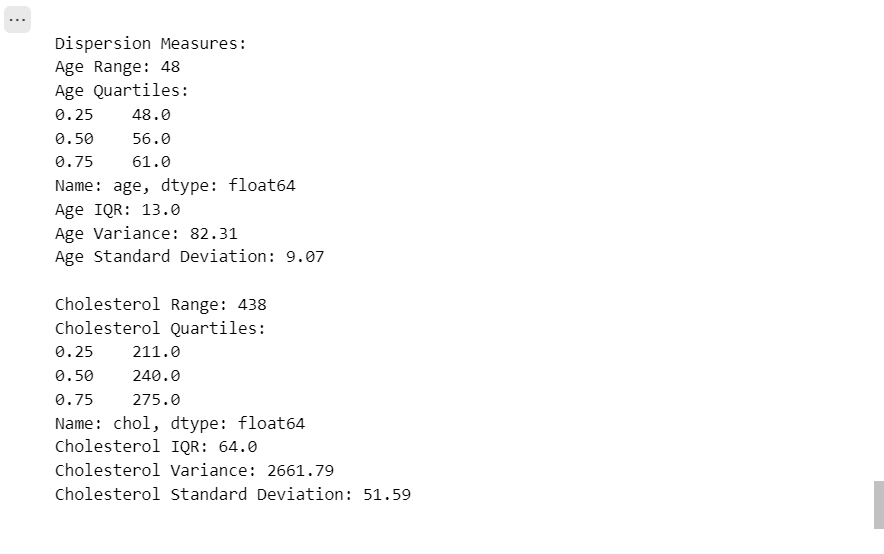 Dispersion Measures:
Age Range: 48
Age Quartiles:
0.25    48.0
0.50    56.0
0.75    61.0
Name: age, dtype: float64
Age IQR: 13.0
Age Variance: 82.31
Age Standard Deviation: 9.07

Cholesterol Range: 438
Cholesterol Quartiles:
0.25    211.0
0.50    240.0
0.75    275.0
Name: chol, dtype: float64
Cholesterol IQR: 64.0
Cholesterol Variance: 2661.79
Cholesterol Standard Deviation: 51.59